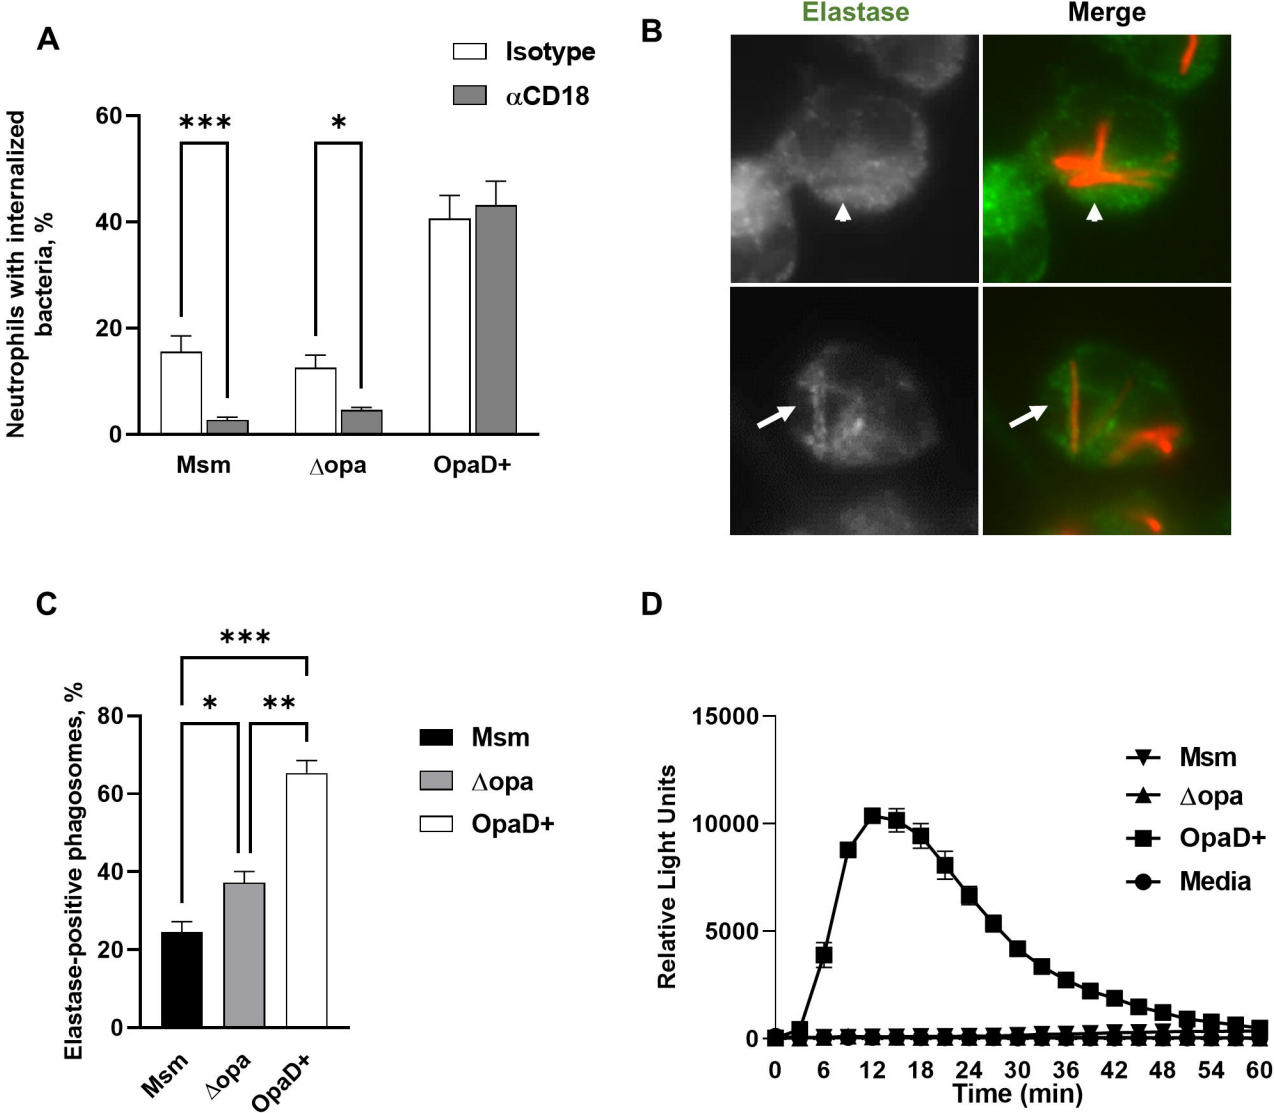 A
Isotype
αCD18
Neutrophils with internalized
bacteria, %
60
40
20
0
***
*
Msm
Δopa
OpaD+
B
Elastase
Merge
C
Elastase-positive phagosomes, %
80
60
40
20
0
***
*
**
Msm
Δopa
OpaD+
Msm
Δopa
OpaD+
D
Relative Light Units
15000
10000
5000
0
Msm
Δopa
OpaD+
Media
0 6 12 18 24 30 36 42 48 54 60
Time (min)